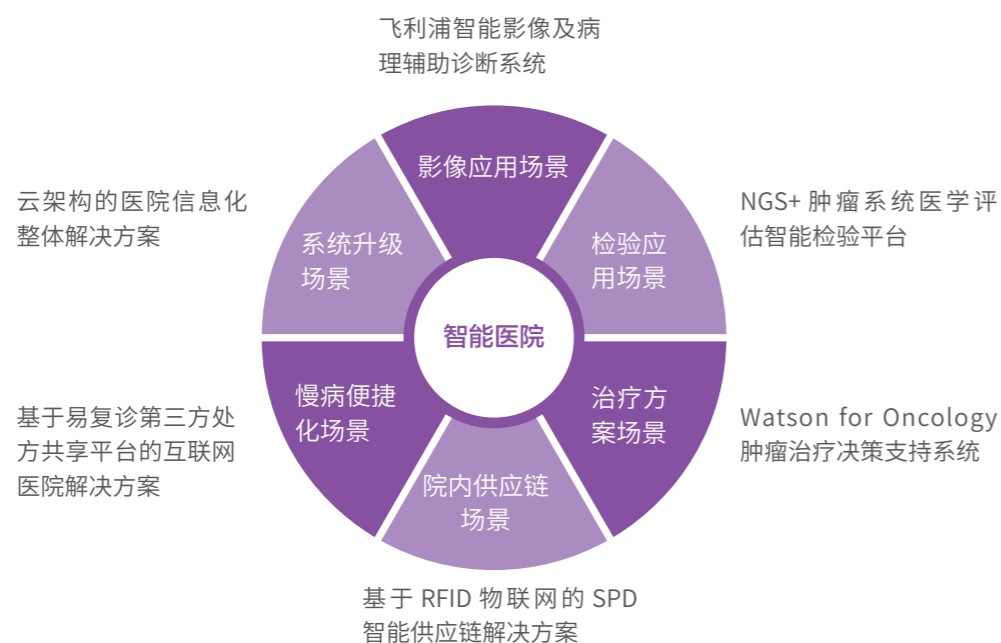 飞利浦智能影像及病
理辅助诊断系统
影像应用场景
云架构的医院信息化
整体解决方案
系统升级
场景
检验应
用场景
NGS+ 肿瘤系统医学评
估智能检验平台
智能医院
基于易复诊第三方处
方共享平台的互联网
医院解决方案
慢病便捷
化场景
治疗方
案场景
Watson for Oncology
肿瘤治疗决策支持系统
院内供应链
场景
基于 RFID 物联网的 SPD
智能供应链解决方案